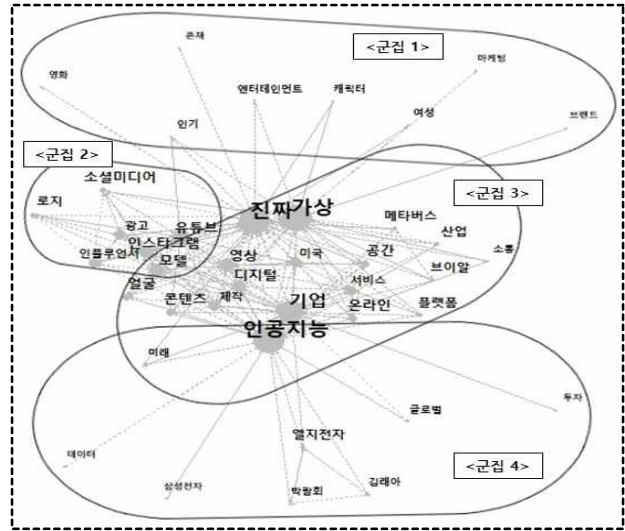 존재
<군집 1>
마케팅
영화
엔터테인먼트
캐릭터
여성
브랜드
인기
<군집 2>
소셜미디어
<군집 3>
로지
진짜
가상
메타버스
광고
유튜브
산업
인스타그램
인플루언서
모델
영상
미국
공간
소통
얼굴
디지털
서비스
브이알
콘텐츠
제작
기업
온라인
플랫폼
인공지능
미래
글로벌
투자
엘지전자
데이터
<군집 4>
삼성전자
박람회
김래아